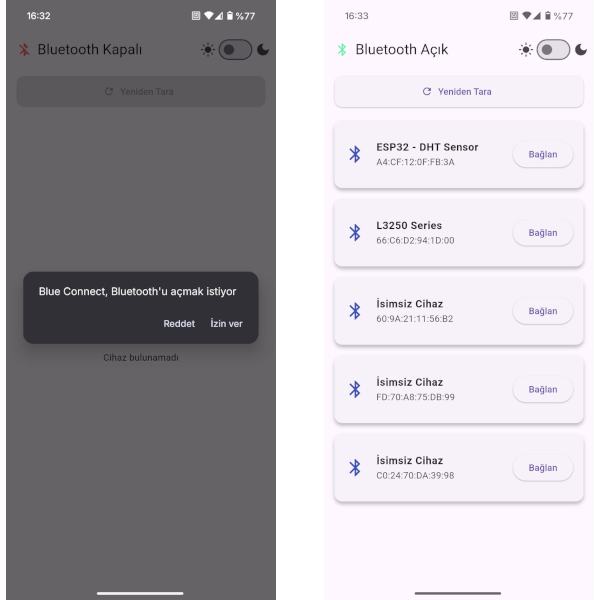 16:32
%77
Bluetooth Kapalı
Yeniden Tara
Blue Connect, Bluetooth'u açmak istiyor
Reddet İzin ver
Cihaz bulunamadı
16:33
%77
Bluetooth Açık
Yeniden Tara
ESP32 - DHT Sensor
A4:CF:12:0F:FB:3A
Bağlan
L3250 Series
66:C6:D2:94:1D:00
Bağlan
İsimsiz Cihaz
60:9A:21:11:56:B2
Bağlan
İsimsiz Cihaz
FD:70:A8:75:DB:99
Bağlan
İsimsiz Cihaz
C0:24:70:DA:39:98
Bağlan